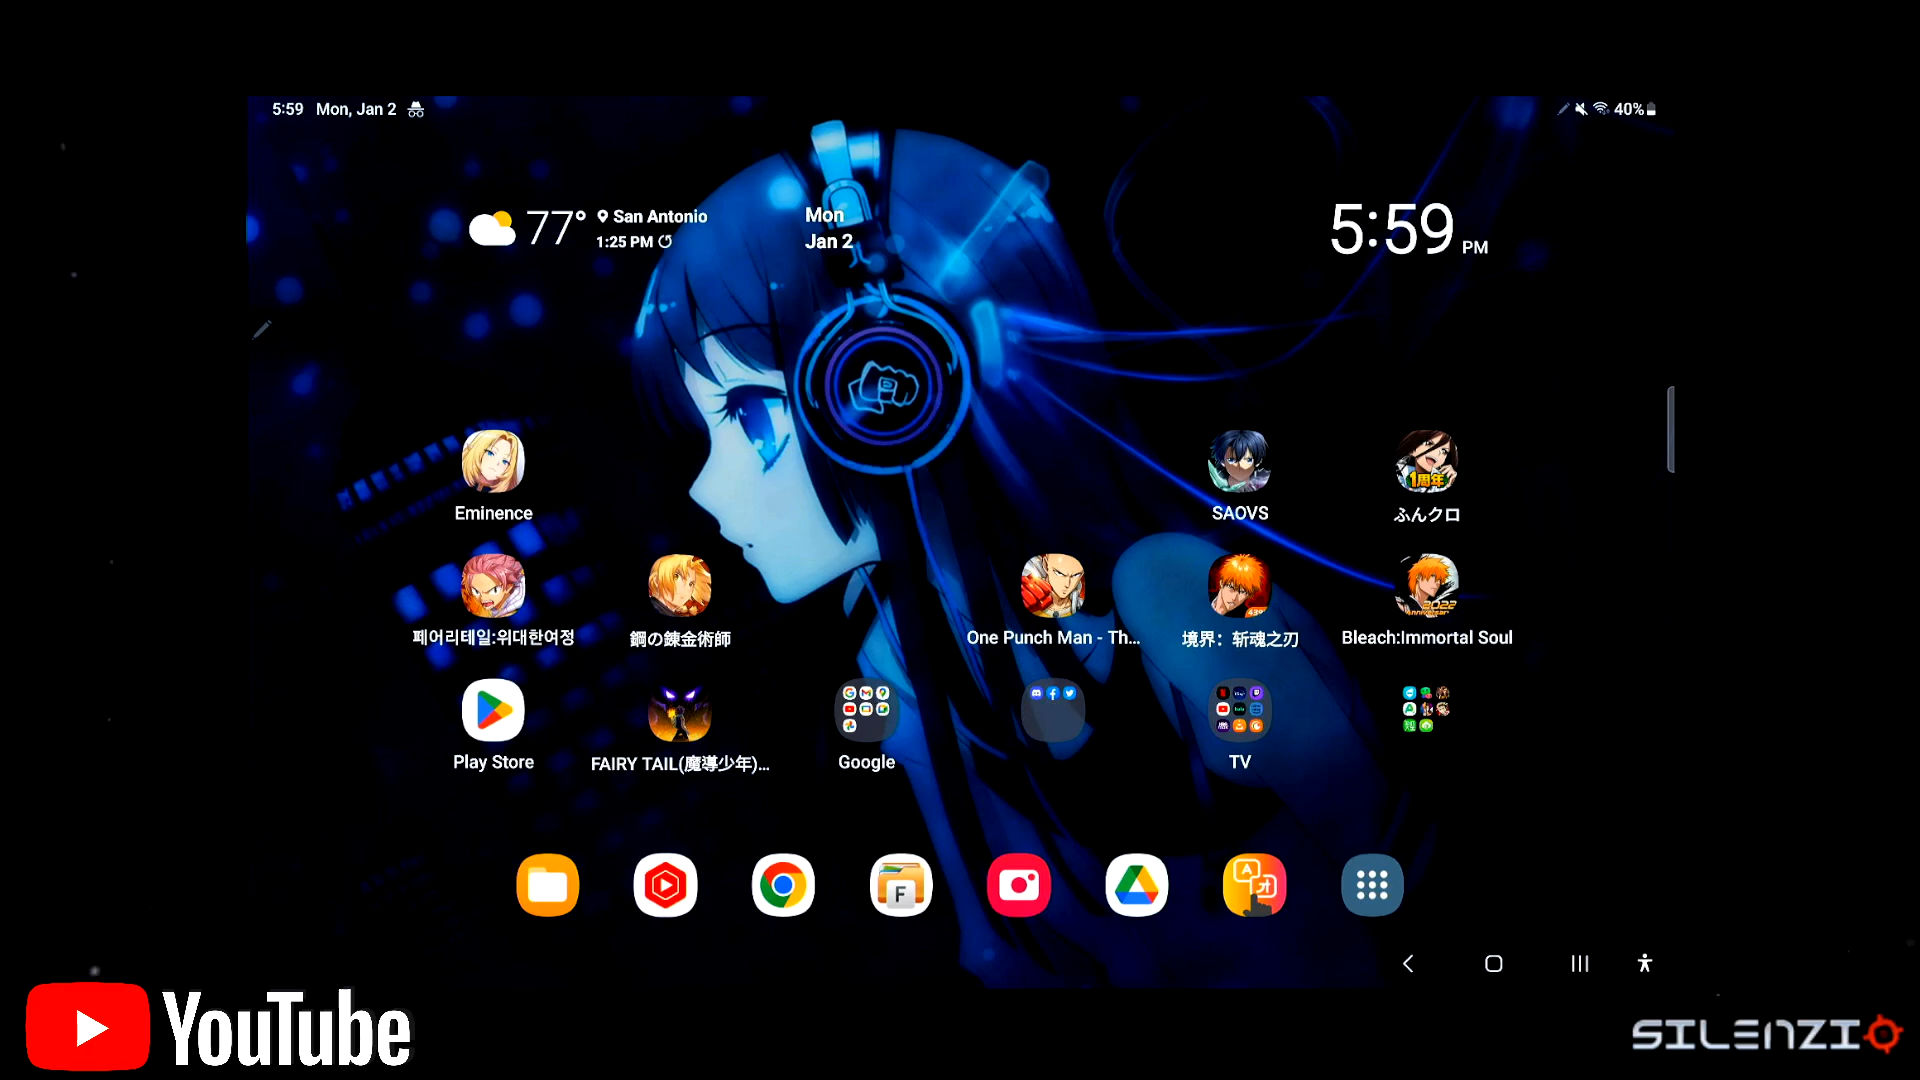 5:59 Mon, Jan 2
40%
77° San Antonio
1:25 PM
Mon
Jan 2
5:59 PM
1周年
Eminence
SAOVS
ふんクロ
2022
페어리테일:위대한여정
鋼の錬金術師
One Punch Man - Th...
境界：斩魂之刃
Bleach:Immortal Soul
Play Store
FAIRY TAIL(魔導少年)...
Google
TV
F
YouTube
SILENZIO